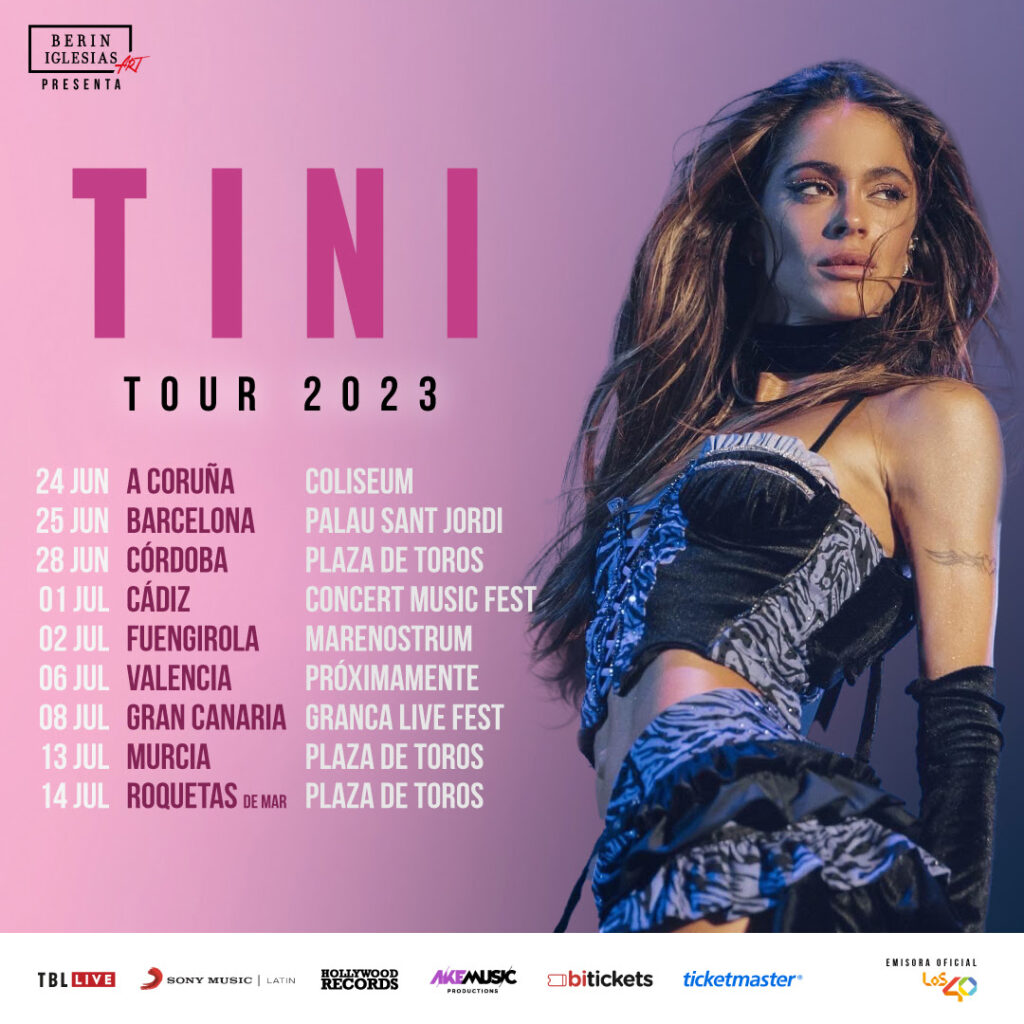 BERIN
IGLESIAS ART
PRESENTA
TINI
TOUR 2023
24 JUN A CORUÑA COLISEUM
25 JUN BARCELONA PALAU SANT JORDI
28 JUN CÓRDOBA PLAZA DE TOROS
01 JUL CÁDIZ CONCERT MUSIC FEST
02 JUL FUENGIROLA MARENOSTRUM
06 JUL VALENCIA PRÓXIMAMENTE
08 JUL GRAN CANARIA GRANCA LIVE FEST
13 JUL MURCIA PLAZA DE TOROS
14 JUL ROQUETAS DE MAR PLAZA DE TOROS
EMISORA OFICIAL
TBL LIVE SONY MUSIC | LATIN HOLLYWOOD RECORDS AKEMUSIC PRODUCTIONS bitickets ticketmaster® LOS 40